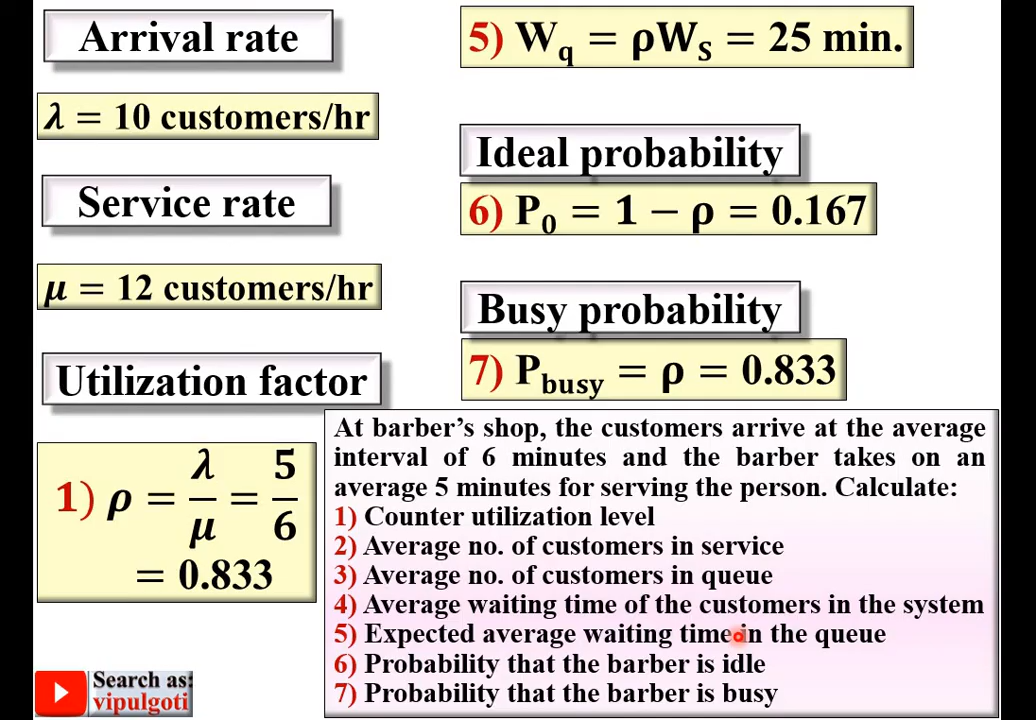 Arrival rate
λ = 10 customers/hr
Service rate
μ = 12 customers/hr
Utilization factor
1) ρ = λ/μ = 5/6
= 0.833
5) W_q = ρW_S = 25 min.
Ideal probability
6) P_0 = 1 − ρ = 0.167
Busy probability
7) P_busy = ρ = 0.833
At barber's shop, the customers arrive at the average
interval of 6 minutes and the barber takes on an
average 5 minutes for serving the person. Calculate:
1) Counter utilization level
2) Average no. of customers in service
3) Average no. of customers in queue
4) Average waiting time of the customers in the system
5) Expected average waiting time in the queue
6) Probability that the barber is idle
7) Probability that the barber is busy
Search as:
vipulgoti